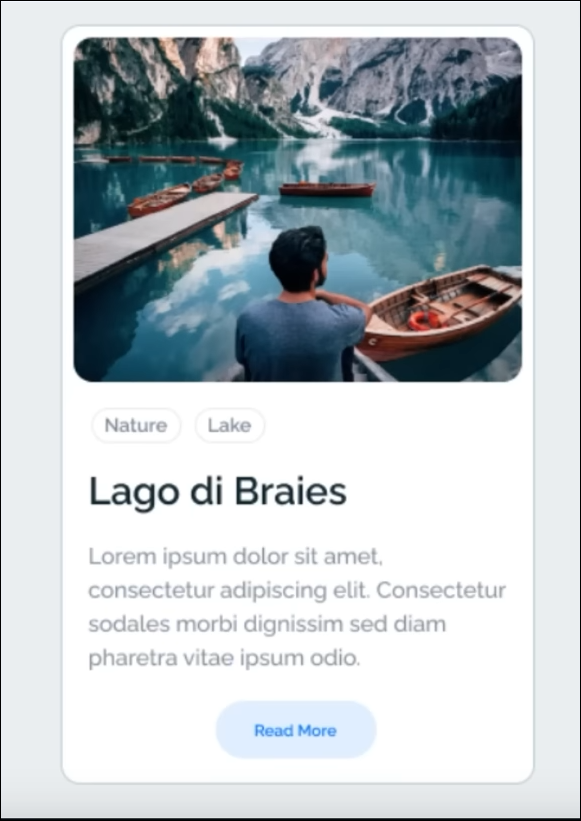 Nature
Lake
Lago di Braies
Lorem ipsum dolor sit amet,
consectetur adipiscing elit. Consectetur
sodales morbi dignissim sed diam
pharetra vitae ipsum odio.
Read More